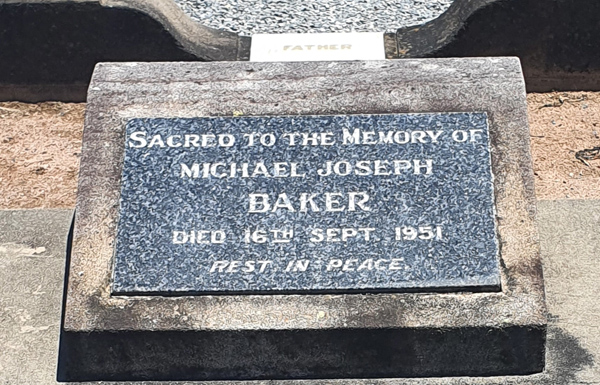 FATHER
SACRED TO THE MEMORY OF
MICHAEL JOSEPH
BAKER
DIED 16TH SEPT. 1951
REST IN PEACE.